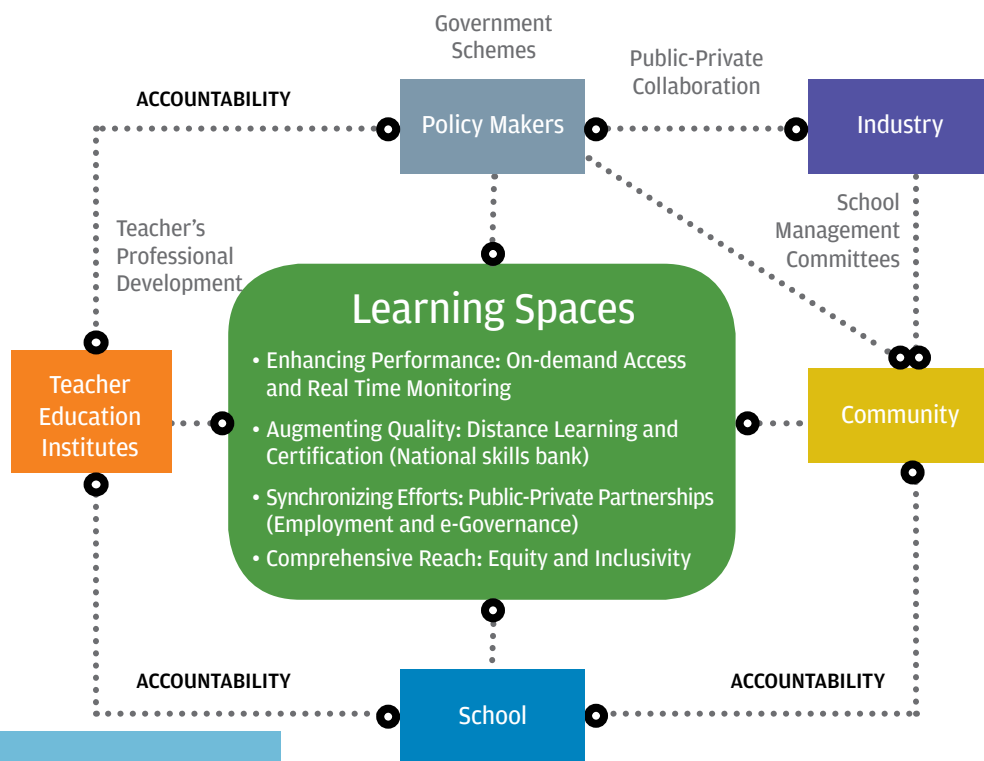 Government
Schemes
Public-Private
Collaboration
ACCOUNTABILITY
Policy Makers
Industry
Teacher's
Professional
Development
School
Management
Committees
Learning Spaces
• Enhancing Performance: On-demand Access
and Real Time Monitoring
• Augmenting Quality: Distance Learning and
Certification (National skills bank)
• Synchronizing Efforts: Public-Private Partnerships
(Employment and e-Governance)
• Comprehensive Reach: Equity and Inclusivity
Teacher
Education
Institutes
Community
ACCOUNTABILITY
ACCOUNTABILITY
School